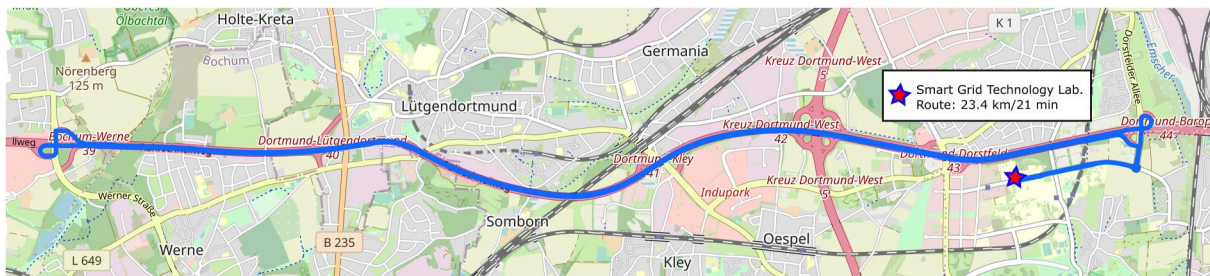 Holte-Kreta
Ölbachtal
Bochum
Nörenberg
125 m
Germania
K 1
Kreuz Dortmund-West
5
Dorstfelder Allee
Emscher
Smart Grid Technology Lab.
Route: 23.4 km/21 min
Lütgendortmund
llweg
Bochum-Werne
39
Dortmund-Lütgendortmund
40
Kreuz Dortmund-West
42
Dortmund-Barop
44
Dortmund-Kley
41
Dortmund-Dorstfeld
43
Indupark
Kreuz Dortmund-West
5
Werner Straße
Werne
Somborn
B 235
Oespel
Kley
L 649